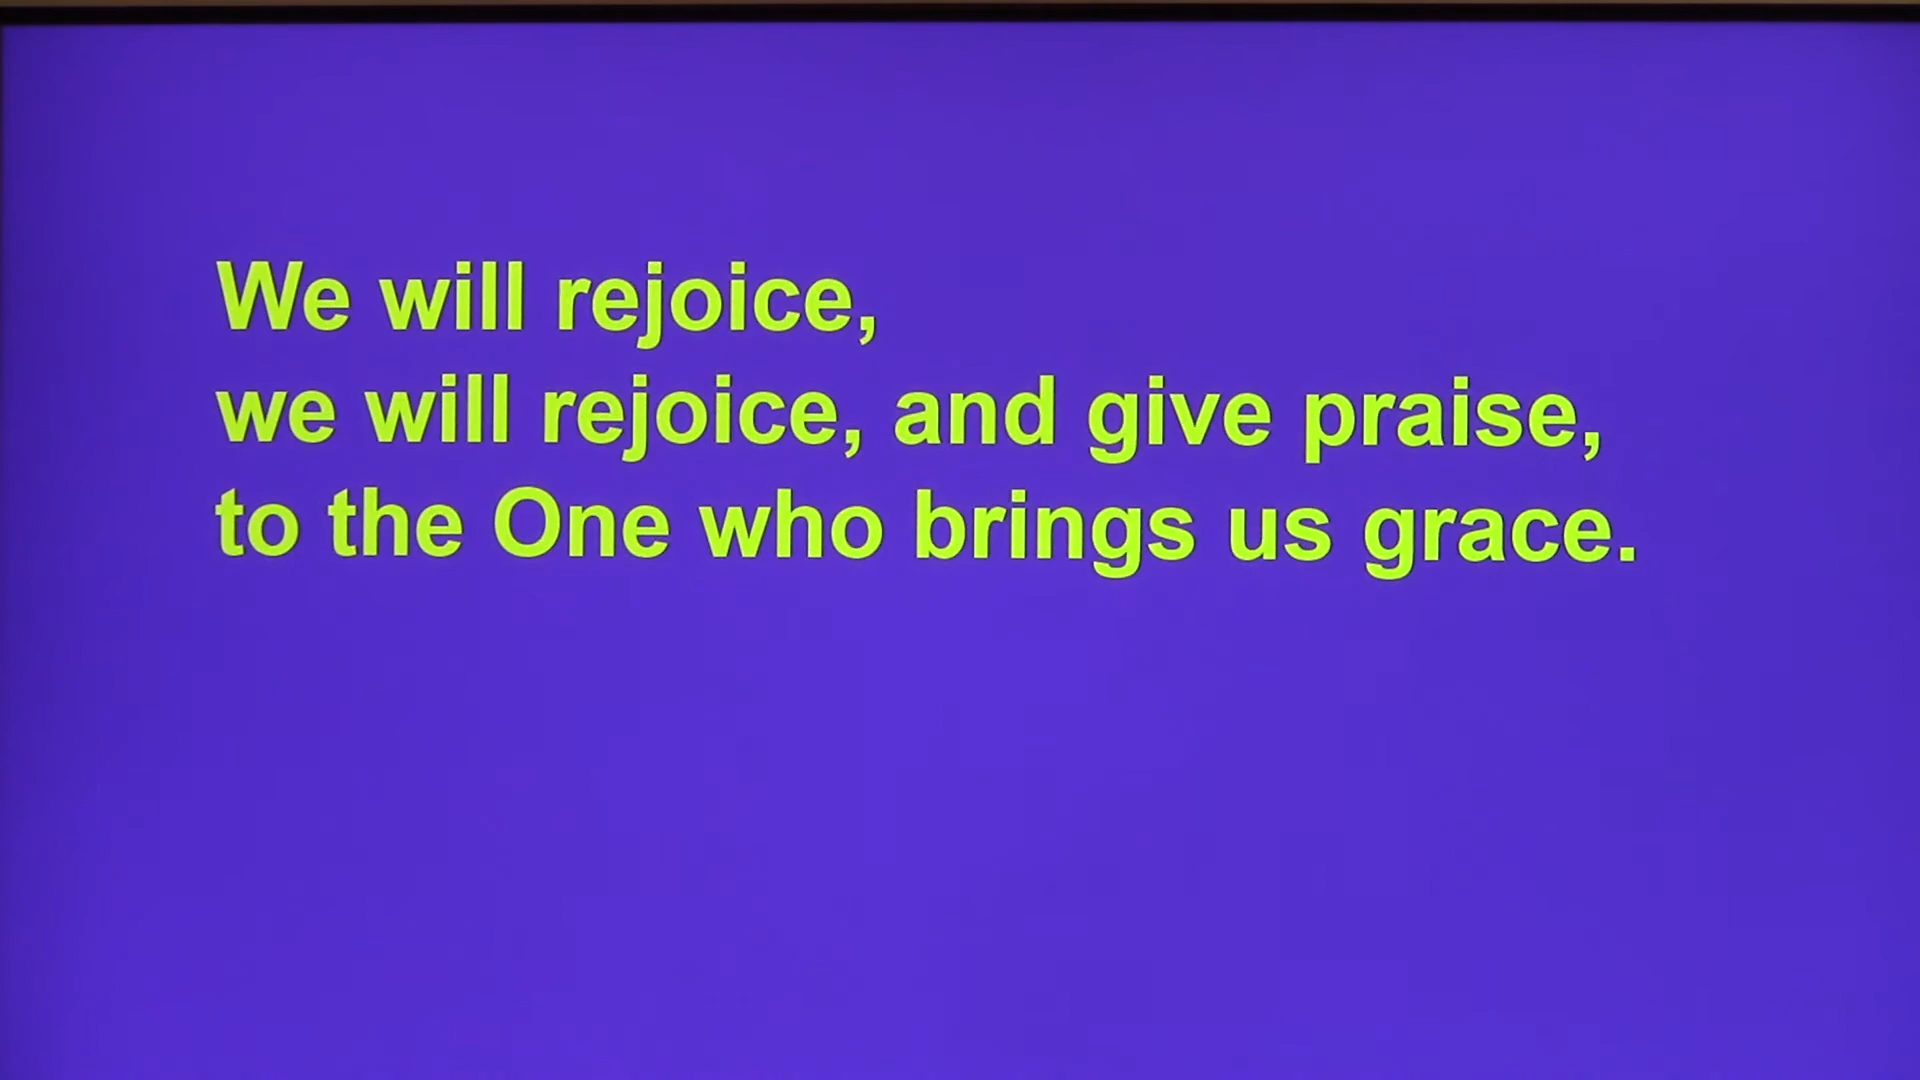 We will rejoice,
we will rejoice, and give praise,
to the One who brings us grace.